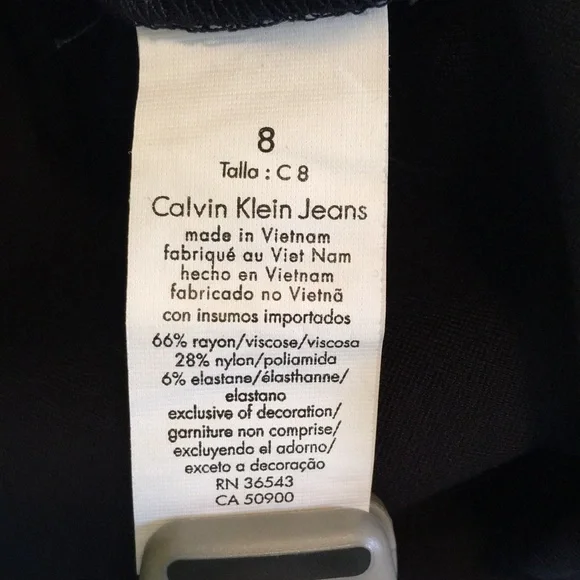 8
Talla : C 8
Calvin Klein Jeans
made in Vietnam
fabriqué au Viet Nam
hecho en Vietnam
fabricado no Vietnã
con insumos importados
66% rayon/viscose/viscosa
28% nylon/poliamida
6% elastane/élasthanne/
elastano
exclusive of decoration/
garniture non comprise/
excluyendo el adorno/
exceto a decoração
RN 36543
CA 50900